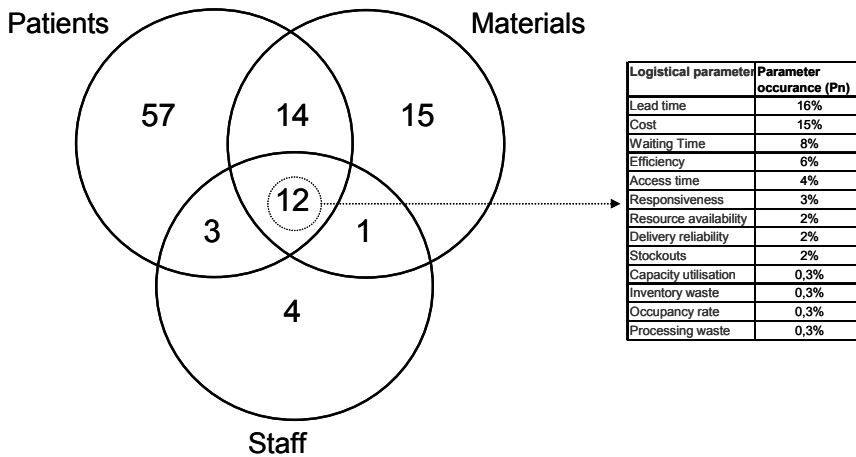 Patients
Materials
57
14
15
12
3
1
4
Staff
Logistical parameter Parameter occurance (Pn)
Lead time 16%
Cost 15%
Waiting Time 8%
Efficiency 6%
Access time 4%
Responsiveness 3%
Resource availability 2%
Delivery reliability 2%
Stockouts 2%
Capacity utilisation 0,3%
Inventory waste 0,3%
Occupancy rate 0,3%
Processing waste 0,3%